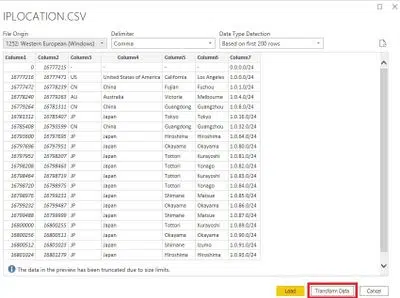 IPLOCATION.CSV
File Origin Delimiter Data Type Detection
1252: Western European (Windows) Comma Based on first 200 rows
Column1 Column2 Column3 Column4 Column5 Column6 Column7
0 16777215 - - - - 0.0.0.0/24
16777216 16777471 US United States of America California Los Angeles 1.0.0.0/24
16777472 16778239 CN China Fujian Fuzhou 1.0.1.0/24
16778240 16779263 AU Australia Victoria Melbourne 1.0.4.0/24
16779264 16781311 CN China Guangdong Guangzhou 1.0.8.0/24
16781312 16785407 JP Japan Tokyo Tokyo 1.0.16.0/24
16785408 16793599 CN China Guangdong Guangzhou 1.0.32.0/24
16793600 16797695 JP Japan Hiroshima Hiroshima 1.0.64.0/24
16797696 16797951 JP Japan Okayama Okayama 1.0.80.0/24
16797952 16798207 JP Japan Tottori Kurayoshi 1.0.81.0/24
16798208 16798463 JP Japan Tottori Yonago 1.0.82.0/24
16798464 16798719 JP Japan Tottori Kurayoshi 1.0.83.0/24
16798720 16798975 JP Japan Tottori Yonago 1.0.84.0/24
16798976 16799231 JP Japan Shimane Matsue 1.0.85.0/24
16799232 16799487 JP Japan Okayama Okayama 1.0.86.0/24
16799488 16799999 JP Japan Shimane Matsue 1.0.87.0/24
16800000 16800255 JP Japan Tottori Kurayoshi 1.0.89.0/24
16800256 16800511 JP Japan Okayama Okayama 1.0.90.0/24
16800512 16801023 JP Japan Shimane Izumo 1.0.91.0/24
16801024 16801279 JP Japan Hiroshima Hiroshima 1.0.93.0/24
The data in the preview has been truncated due to size limits.
Load Transform Data Cancel